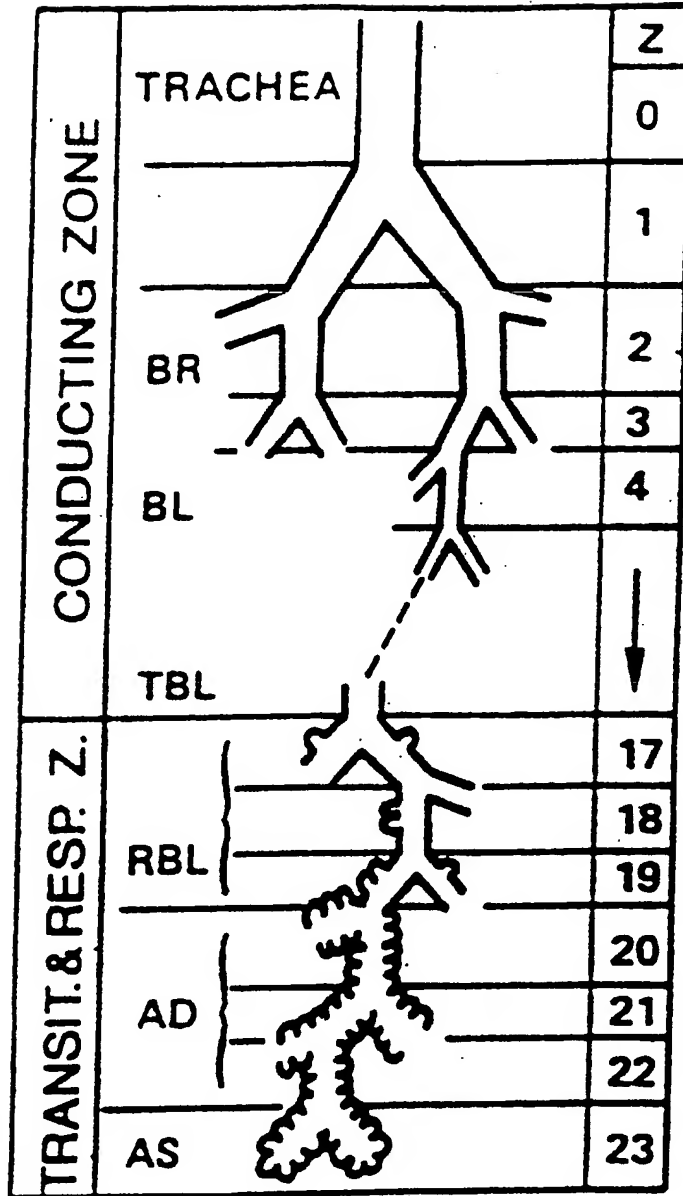 CONDUCTING ZONE
TRANSIT.& RESP. Z.
TRACHEA
BR
BL
TBL
RBL
AD
AS
Z
0
1
2
3
4
17
18
19
20
21
22
23